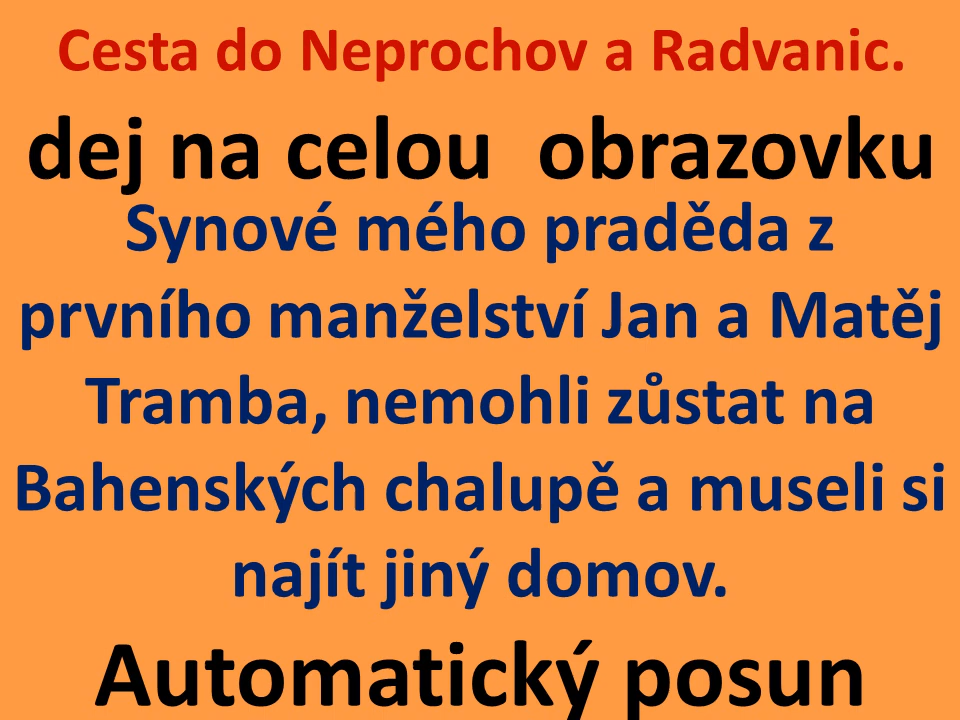 Cesta do Neprochov a Radvanic.
dej na celou obrazovku
Synové mého praděda z
prvního manželství Jan a Matěj
Tramba, nemohli zůstat na
Bahenských chalupě a museli si
najít jiný domov.
Automatický posun